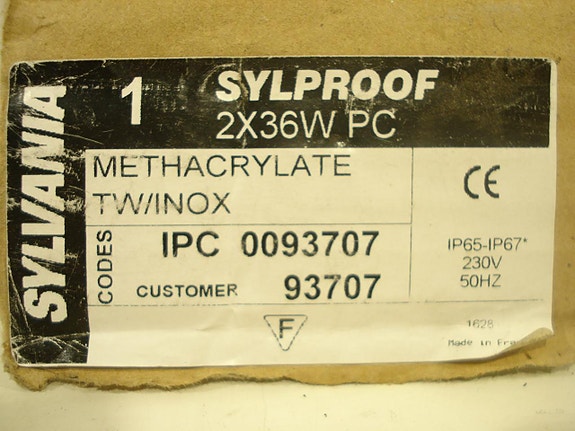 SYLVANIA
1 SYLPROOF
2X36W PC
METHACRYLATE
TW/INOX
CE
CODES
IPC 0093707
CUSTOMER 93707
IP65-IP67*
230V
50HZ
F
1628
Made in